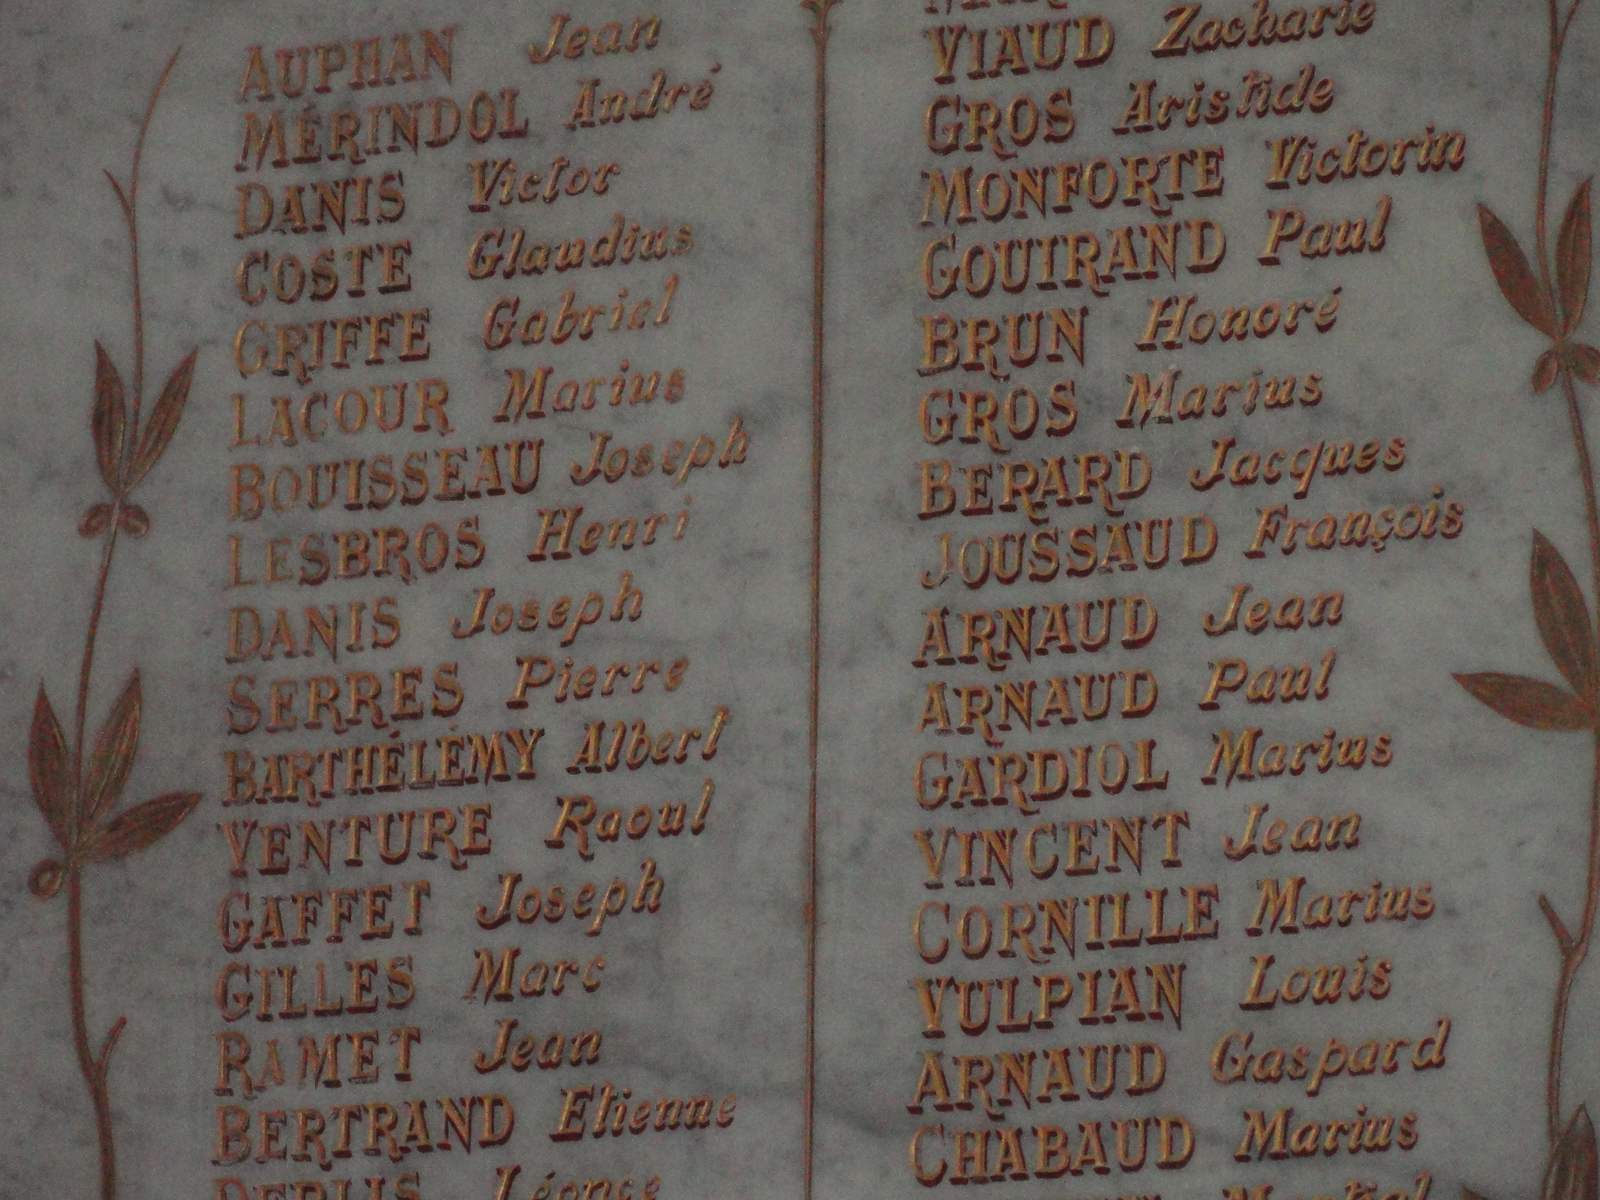 AUPHAN Jean
MÉRINDOL André
DANIS Victor
COSTE Glaudius
GRIFFE Gabriel
LACOUR Marius
BOUISSEAU Joseph
LESBROS Henri
DANIS Joseph
SERRES Pierre
BARTHÉLÉMY Albert
VENTURE Raoul
GAFFET Joseph
GILLES Marc
RAMET Jean
BERTRAND Etienne
Léonce
VIAUD Zacharie
GROS Aristide
MONFORTE Victorin
GOUIRAND Paul
BRUN Honoré
GROS Marius
BERARD Jacques
JOUSSAUD François
ARNAUD Jean
ARNAUD Paul
GARDIOL Marius
VINCENT Jean
CORNILLE Marius
VULPIAN Louis
ARNAUD Gaspard
CHABAUD Marius